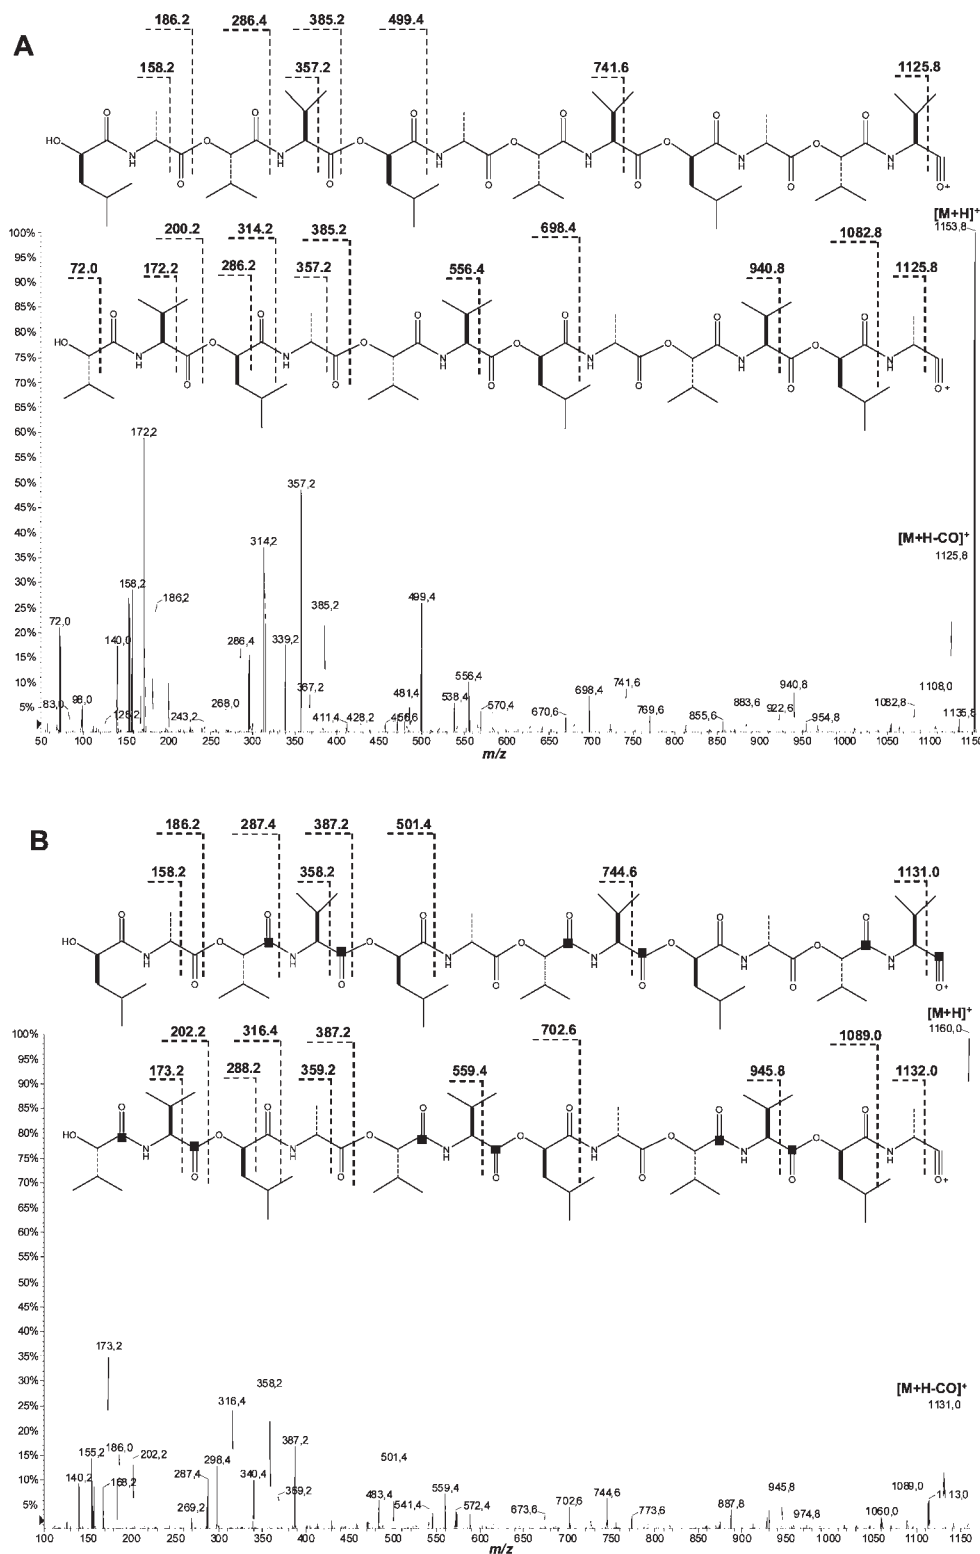 A
186.2 286.4 385.2 499.4
158.2 357.2 741.6 1125.8
O O O O O O
HO N H O O N H O O N H O O N H O O N H O O N H O+
[M+H]+
1153,8
200.2 314.2 385.2 698.4 1082.8
72.0 172.2 286.2 357.2 556.4 940.8 1125.8
O O O O O O
HO N H O O N H O O N H O O N H O O N H O O N H O+
100%
95%
90%
85%
80%
75%
70%
65%
60%
55%
50%
45%
40%
35%
30%
25%
20%
15%
10%
5%
172,2
357,2
[M+H-CO]+
1125,8
314,2
158,2 186,2 385,2 499,4
72,0
140,0 286,4 339,2
556,4 741,6 940,8 1108,0
83,0 98,0 367,2 481,4 538,4 698,4 883,6 1082,8
128,2 243,2 268,0 411,4 428,2 456,6 570,4 670,6 769,6 855,6 922,6 954,8 1135,8
50 100 150 200 250 300 350 400 450 500 550 600 650 700 750 800 850 900 950 1000 1050 1100 1150
m/z
B
186.2 287.4 387.2 501.4
158.2 358.2 744.6 1131.0
O O O O O O
HO N H O O N H O O N H O O N H O O N H O O N H O+
[M+H]+
1160,0
202.2 316.4 387.2 702.6 1089.0
173.2 288.2 359.2 559.4 945.8 1132.0
O O O O O O
HO N H O O N H O O N H O O N H O O N H O O N H O+
100%
95%
90%
85%
80%
75%
70%
65%
60%
55%
50%
45%
40%
35%
30%
25%
20%
15%
10%
5%
173,2
358,2
[M+H-CO]+
1131,0
316,4
387,2
155,2 186,0 202,2 298,4 501,4
140,2 168,2 287,4 340,4 359,2 483,4 559,4 744,6 945,8 1089,0
269,2 541,4 572,4 673,6 702,6 773,6 887,8 974,8 1060,0 1113,0
100 150 200 250 300 350 400 450 500 550 600 650 700 750 800 850 900 950 1000 1050 1100 1150
m/z